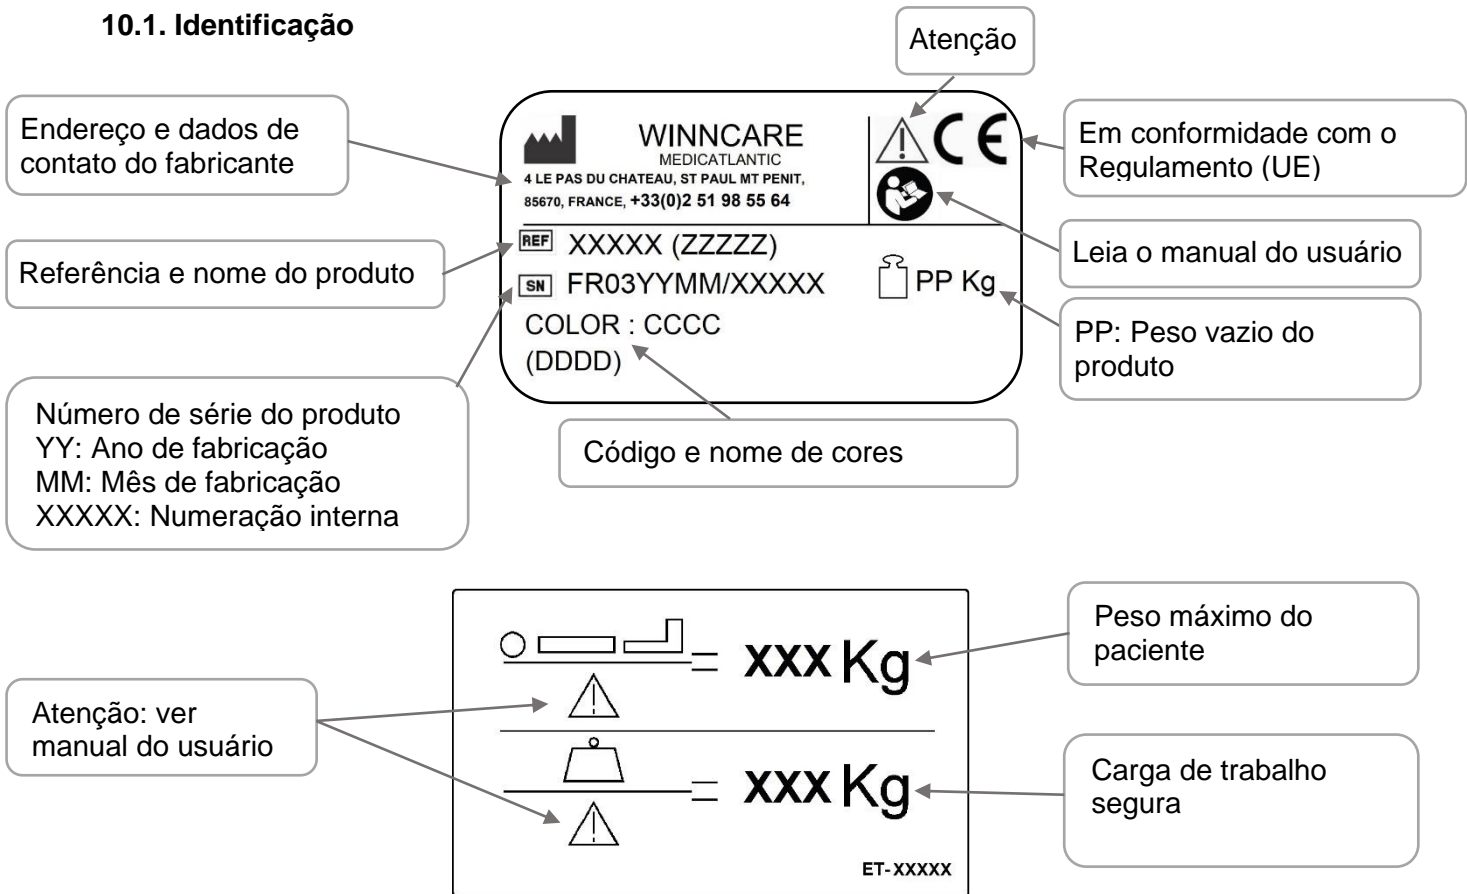 10.1. Identificação
Atenção
Endereço e dados de
contato do fabricante
WINNCARE
MEDICATLANTIC
4 LE PAS DU CHATEAU, ST PAUL MT PENIT,
85670, FRANCE, +33(0)2 51 98 55 64
CE
Em conformidade com o
Regulamento (UE)
Referência e nome do produto
REF XXXXX (ZZZZZ)
SN FR03YYMM/XXXXX
COLOR : CCCC
(DDDD)
PP Kg
Leia o manual do usuário
PP: Peso vazio do
produto
Número de série do produto
YY: Ano de fabricação
MM: Mês de fabricação
XXXXX: Numeração interna
Código e nome de cores
= XXX Kg
Peso máximo do
paciente
Atenção: ver
manual do usuário
= XXX Kg
Carga de trabalho
segura
ET-XXXXX